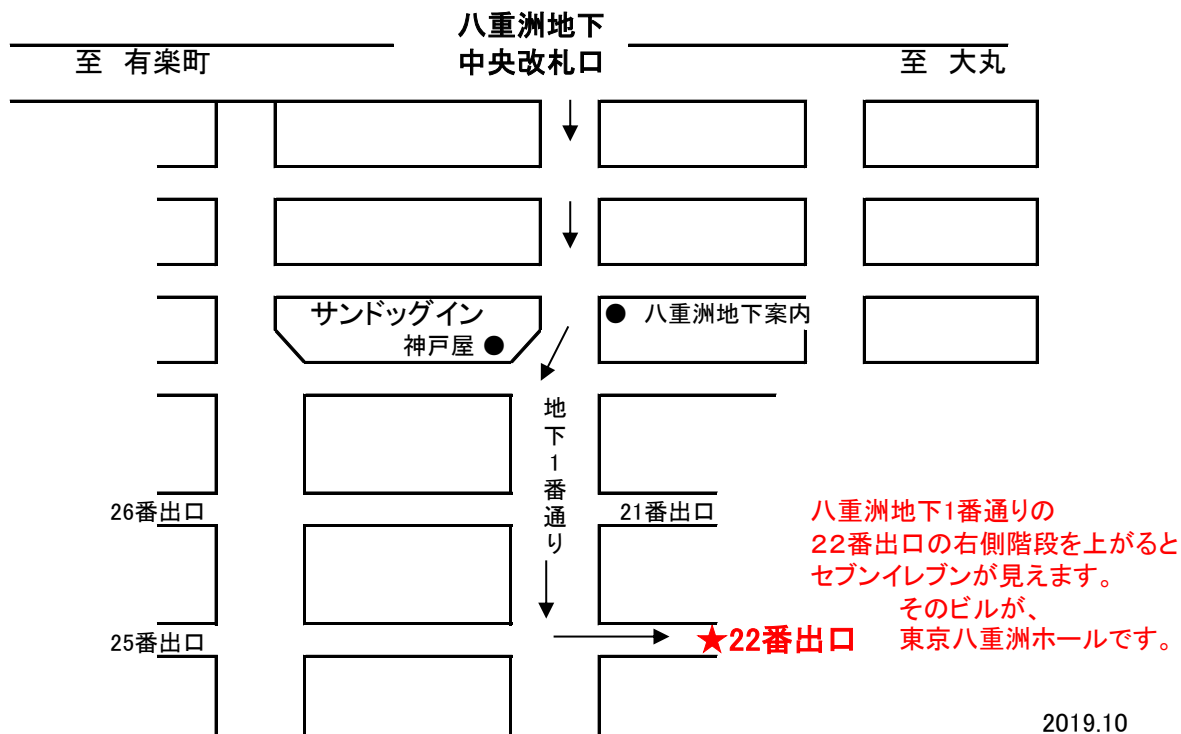 八重洲地下
中央改札口
至 有楽町
至 大丸
サンドッグイン
神戸屋 ●
● 八重洲地下案内
地下1番通り
26番出口
21番出口
八重洲地下1番通りの
22番出口の右側階段を上がると
セブンイレブンが見えます。
そのビルが、
東京八重洲ホールです。
25番出口
★22番出口
2019.10